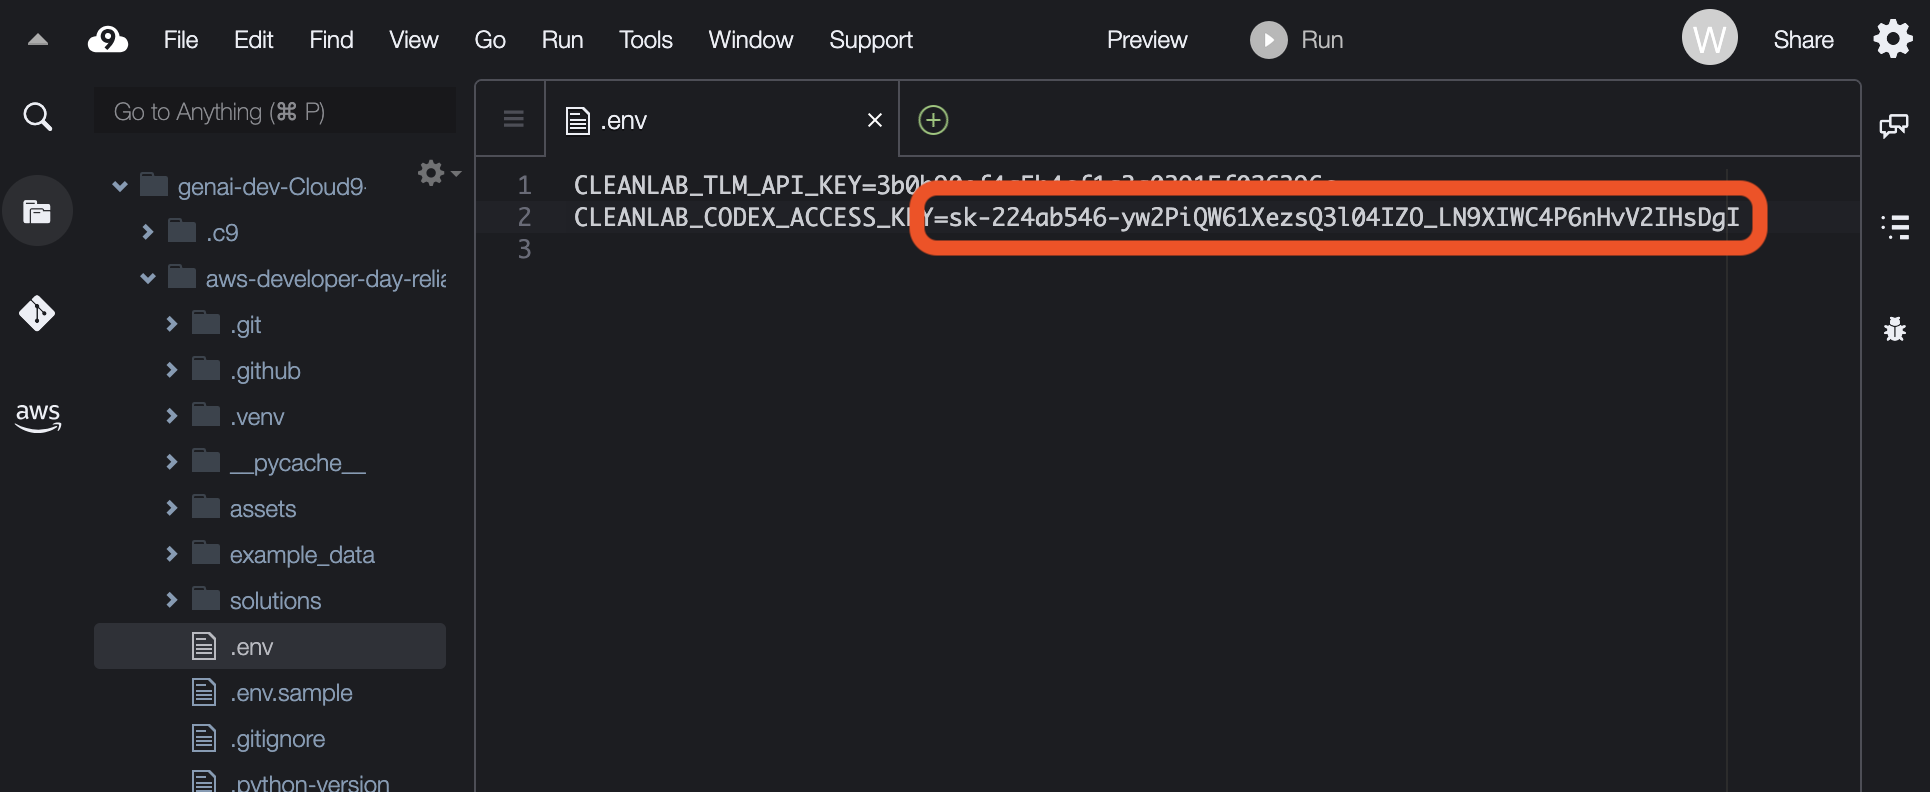 9 File Edit Find View Go Run Tools Window Support Preview Run W Share
Go to Anything (⌘ P)
.env
genai-dev-Cloud9-
.c9
aws-developer-day-relia
.git
.github
.venv
__pycache__
assets
example_data
solutions
.env
.env.sample
.gitignore
.python-version
aws
1 CLEANLAB_TLM_API_KEY=
2 CLEANLAB_CODEX_ACCESS_KEY=sk-224ab546-yw2PiQW61XezsQ3l04IZO_LN9XIWC4P6nHvV2IHsDgI
3